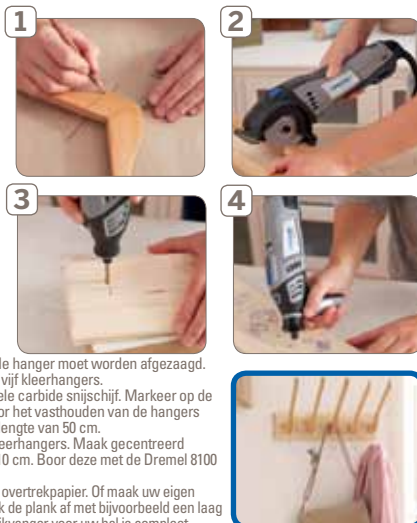 1
2
3
4
de hanger moet worden afgezaagd.
vijf kleerhangers.
ele carbide snijschijf. Markeer op de
or het vasthouden van de hangers
engte van 50 cm.
eerhangers. Maak gecentreerd
10 cm. Boor deze met de Dremel 8100
overtrekpapier. Of maak uw eigen
k de plank af met bijvoorbeeld een laag